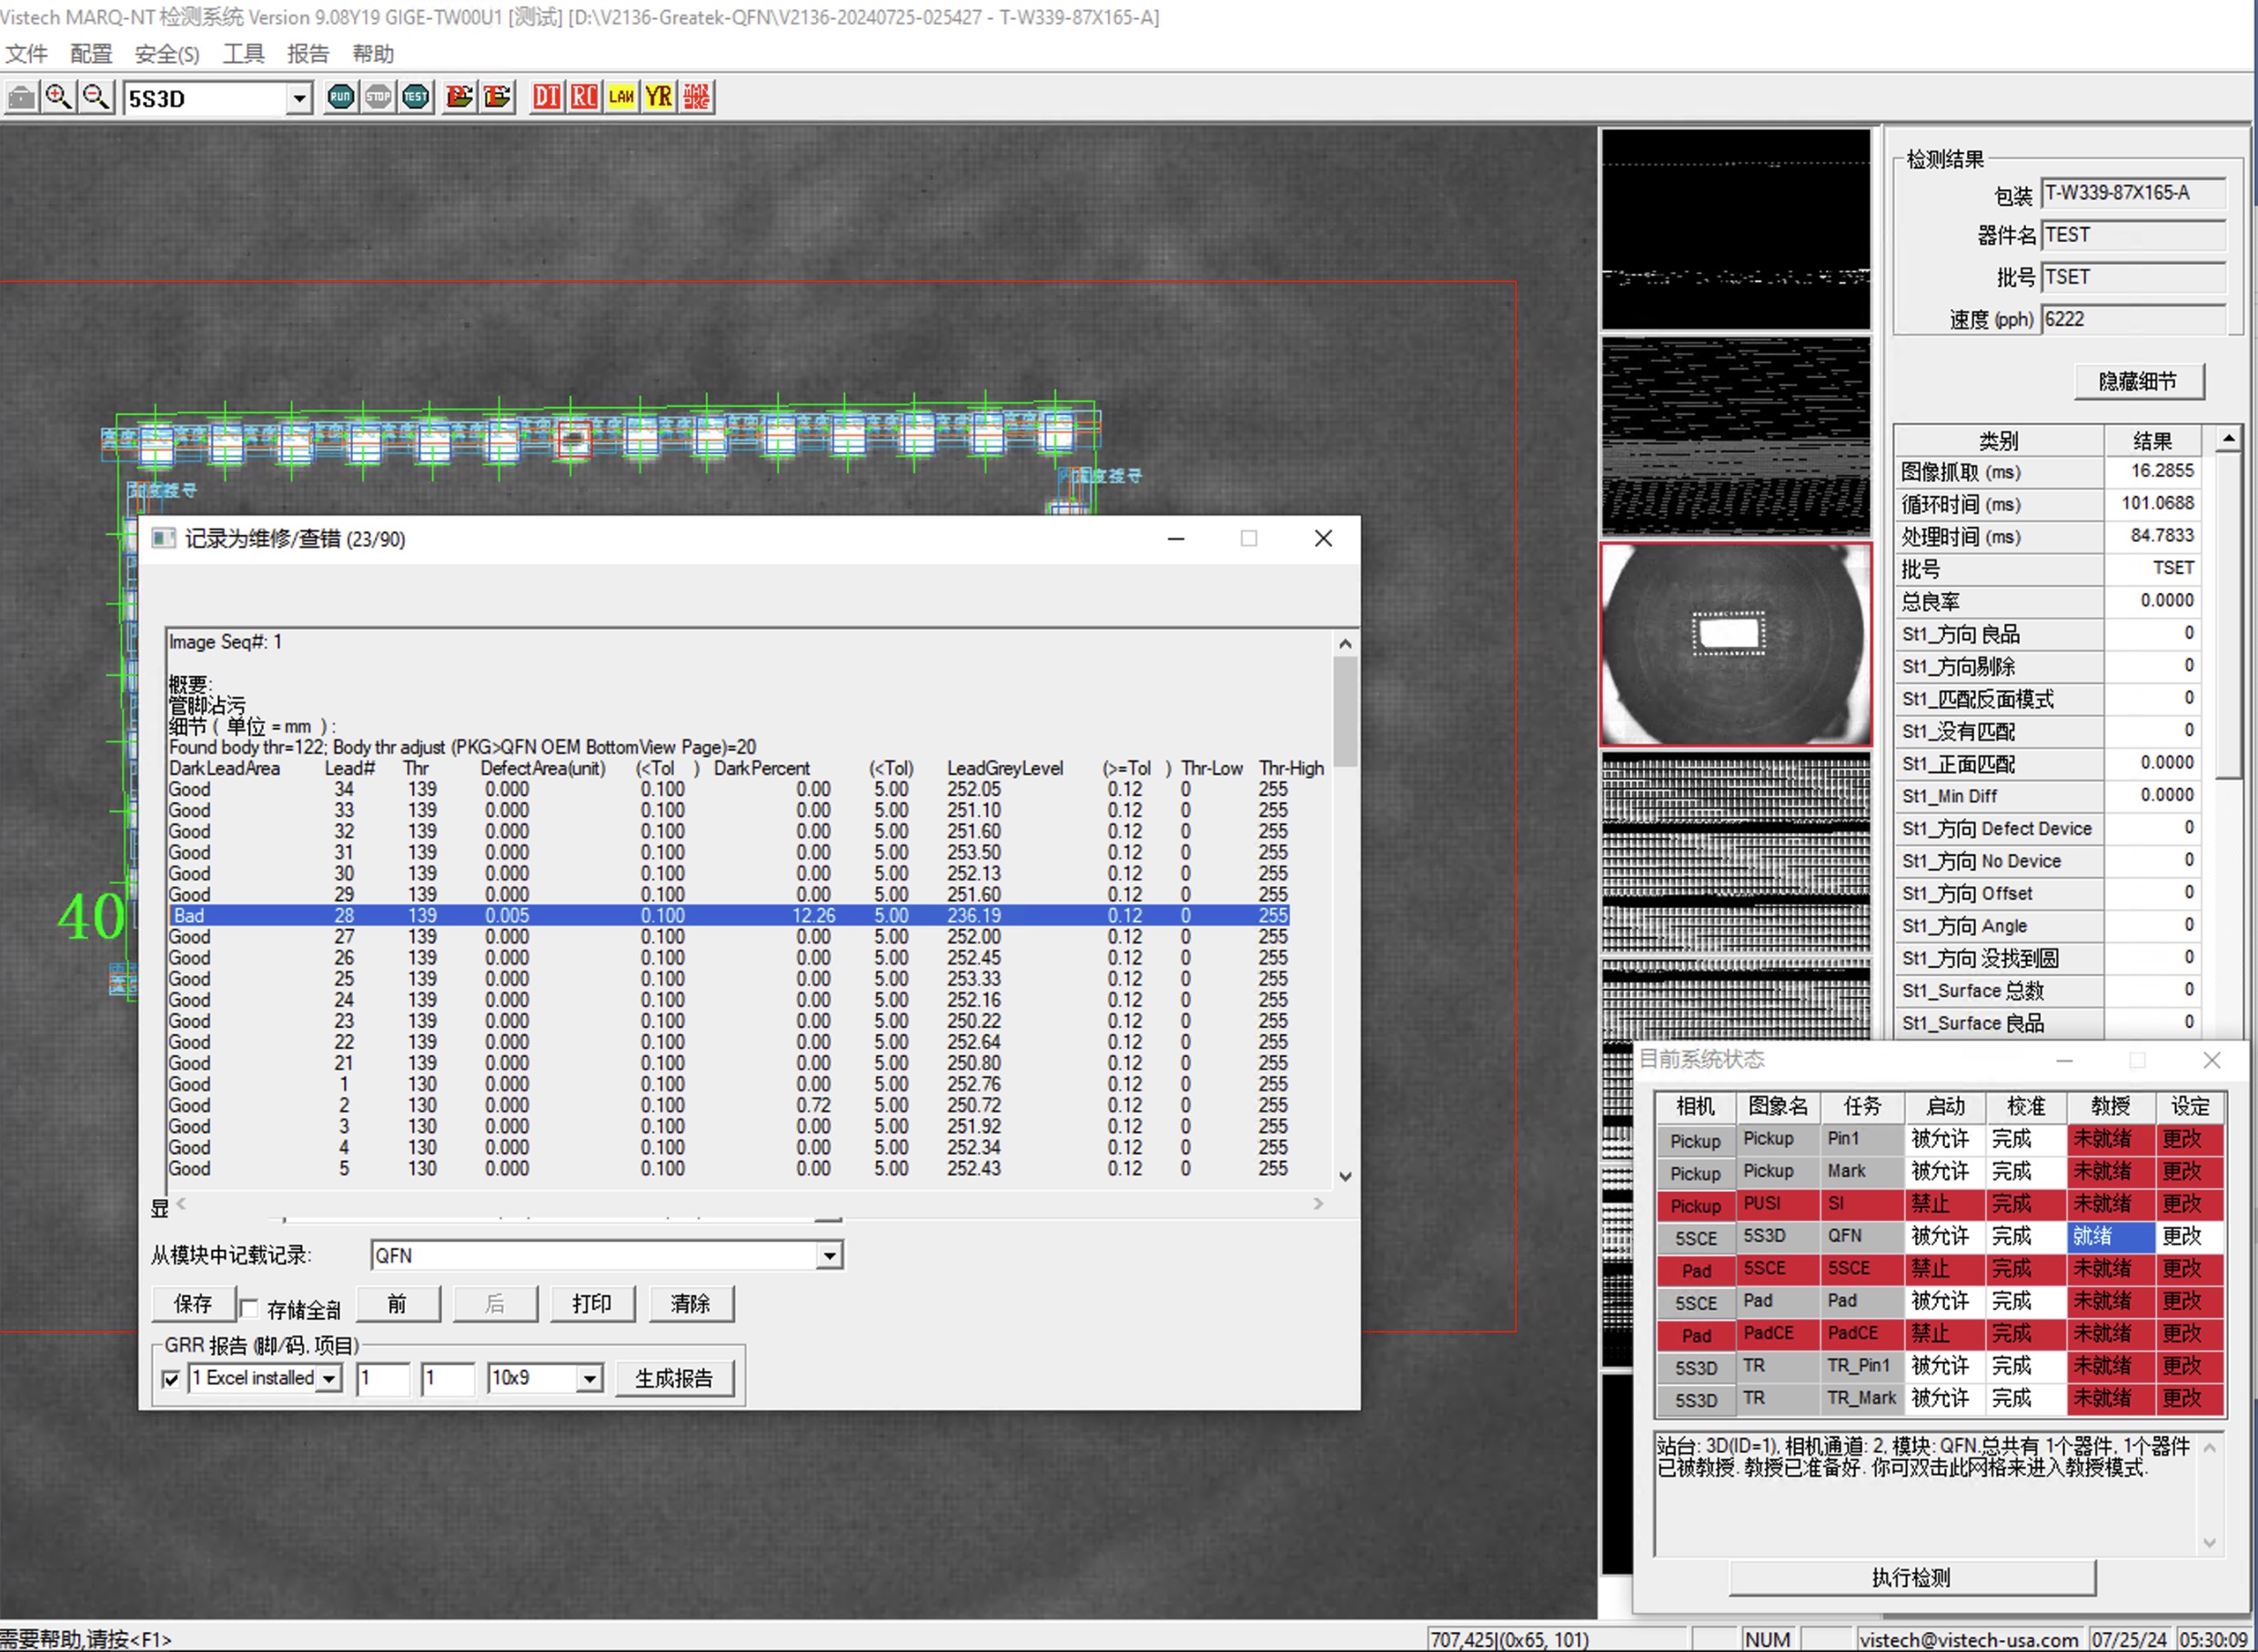 Vistech MARQ-NT 检测系统 Version 9.08Y19 GIGE-TW00U1 [测试] [D:\V2136-Greatek-QFN\V2136-20240725-025427 - T-W339-87X165-A]
文件 配置 安全(S) 工具 报告 帮助
5S3D RUN STOP TEST DT RC LAW YR
40
检测结果
包装 T-W339-87X165-A
器件名 TEST
批号 TSET
速度 (pph) 6222
隐藏细节
类别 结果
图像抓取 (ms) 16.2855
循环时间 (ms) 101.0688
处理时间 (ms) 84.7833
批号 TSET
总良率 0.0000
St1_方向 良品 0
St1_方向剔除 0
St1_匹配反面模式 0
St1_没有匹配 0
St1_正面匹配 0.0000
St1_Min Diff 0.0000
St1_方向 Defect Device 0
St1_方向 No Device 0
St1_方向 Offset 0
St1_方向 Angle 0
St1_方向 没找到圆 0
St1_Surface 总数 0
St1_Surface 良品 0
记录为维修/查错 (23/90)
Image Seq#: 1
概要:
管脚沾污
细节 ( 单位 = mm ) :
Found body thr=122; Body thr adjust (PKG>QFN OEM BottomView Page)=20
DarkLeadArea Lead# Thr DefectArea(unit) (<Tol ) DarkPercent (<Tol) LeadGreyLevel (>=Tol ) Thr-Low Thr-High
Good 34 139 0.000 0.100 0.00 5.00 252.05 0.12 0 255
Good 33 139 0.000 0.100 0.00 5.00 251.10 0.12 0 255
Good 32 139 0.000 0.100 0.00 5.00 251.60 0.12 0 255
Good 31 139 0.000 0.100 0.00 5.00 253.50 0.12 0 255
Good 30 139 0.000 0.100 0.00 5.00 252.13 0.12 0 255
Good 29 139 0.000 0.100 0.00 5.00 251.60 0.12 0 255
Bad 28 139 0.005 0.100 12.26 5.00 236.19 0.12 0 255
Good 27 139 0.000 0.100 0.00 5.00 252.00 0.12 0 255
Good 26 139 0.000 0.100 0.00 5.00 252.45 0.12 0 255
Good 25 139 0.000 0.100 0.00 5.00 253.33 0.12 0 255
Good 24 139 0.000 0.100 0.00 5.00 252.16 0.12 0 255
Good 23 139 0.000 0.100 0.00 5.00 250.22 0.12 0 255
Good 22 139 0.000 0.100 0.00 5.00 252.64 0.12 0 255
Good 21 139 0.000 0.100 0.00 5.00 250.80 0.12 0 255
Good 1 130 0.000 0.100 0.00 5.00 252.76 0.12 0 255
Good 2 130 0.000 0.100 0.72 5.00 250.72 0.12 0 255
Good 3 130 0.000 0.100 0.00 5.00 251.92 0.12 0 255
Good 4 130 0.000 0.100 0.00 5.00 252.34 0.12 0 255
Good 5 130 0.000 0.100 0.00 5.00 252.43 0.12 0 255
显
从模块中记载记录: QFN
保存 存储全部 前 后 打印 清除
GRR 报告 (脚/码, 项目)
1 Excel installed 1 1 10x9 生成报告
目前系统状态
相机 图象名 任务 启动 校准 教授 设定
Pickup Pickup Pin1 被允许 完成 未就绪 更改
Pickup Pickup Mark 被允许 完成 未就绪 更改
Pickup PUSI SI 禁止 完成 未就绪 更改
5SCE 5S3D QFN 被允许 完成 就绪 更改
Pad 5SCE 5SCE 禁止 完成 未就绪 更改
5SCE Pad Pad 被允许 完成 未就绪 更改
Pad PadCE PadCE 禁止 完成 未就绪 更改
5S3D TR TR_Pin1 被允许 完成 未就绪 更改
5S3D TR TR_Mark 被允许 完成 未就绪 更改
站台: 3D(ID=1), 相机通道: 2, 模块: QFN.总共有 1个器件, 1个器件
已被教授. 教授已准备好. 你可双击此网格来进入教授模式.
执行检测
需要帮助,请按<F1>
707,425|(0x65, 101) NUM vistech@vistech-usa.com 07/25/24 05:30:09